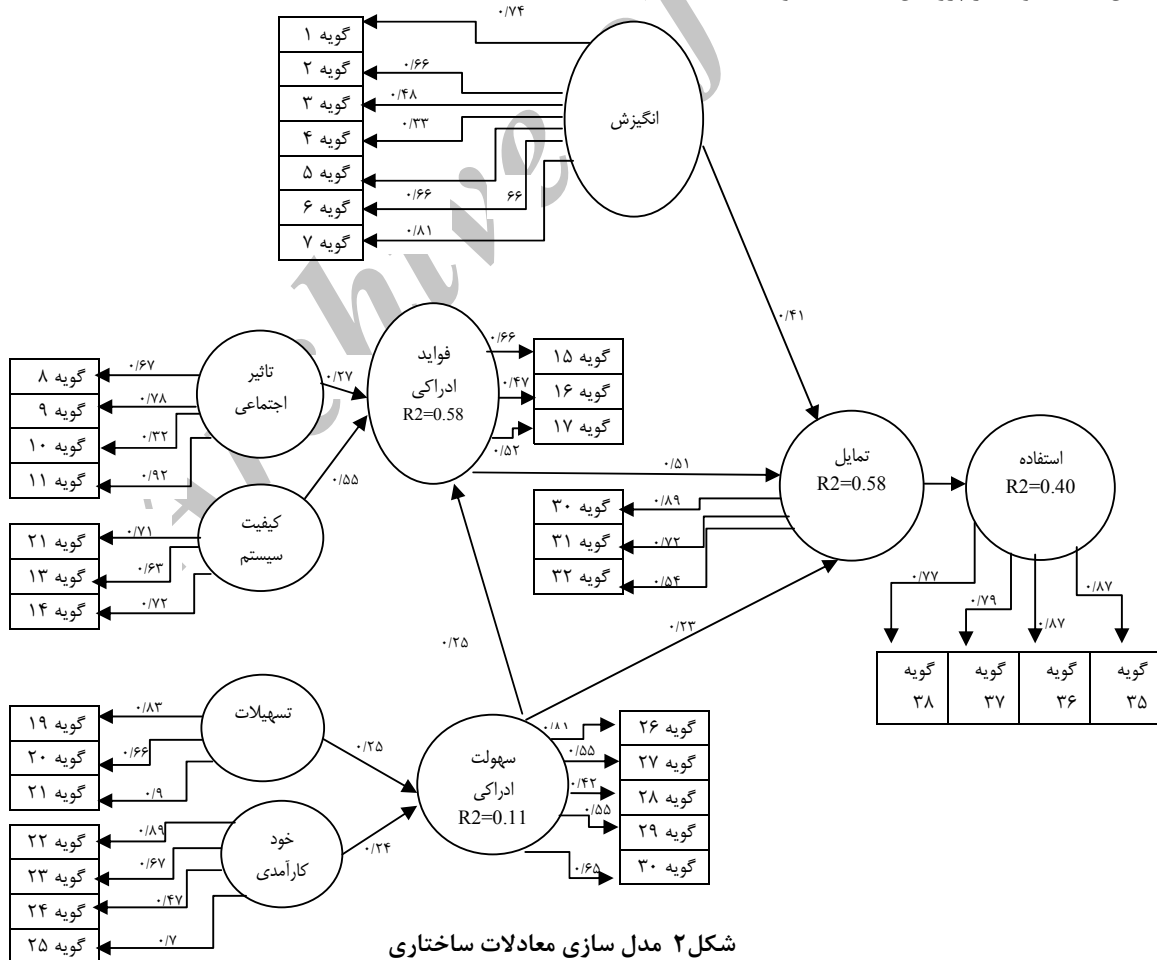 ۰/۷۴
گویه ۱
گویه ۲
گویه ۳
گویه ۴
گویه ۵
گویه ۶
گویه ۷
۰/۶۶
۰/۴۸
۰/۳۳
۰/۶۶
۶۶
۰/۸۱
انگیزش
۰/۴۱
گویه ۸
گویه ۹
گویه ۱۰
گویه ۱۱
۰/۶۷
۰/۷۸
۰/۳۲
۰/۹۲
تاثیر
اجتماعی
۰/۲۷
فواید
ادراکی
R2=0.58
۰/۶۶
۰/۴۷
۰/۵۲
گویه ۱۵
گویه ۱۶
گویه ۱۷
گویه ۲۱
گویه ۱۳
گویه ۱۴
۰/۷۱
۰/۶۳
۰/۷۲
کیفیت
سیستم
۰/۵۵
۰/۵۱
تمایل
R2=0.58
استفاده
R2=0.40
گویه ۳۰
گویه ۳۱
گویه ۳۲
۰/۸۹
۰/۷۲
۰/۵۴
۰/۷۷
۰/۷۹
۰/۸۷
۰/۸۷
گویه
۳۵
گویه
۳۶
گویه
۳۷
گویه
۳۸
۰/۲۵
۰/۲۳
گویه ۱۹
گویه ۲۰
گویه ۲۱
۰/۸۳
۰/۶۶
۰/۹
تسهیلات
۰/۲۵
سهولت
ادراکی
R2=0.11
۰/۸۱
۰/۵۵
۰/۴۲
۰/۵۵
۰/۶۵
گویه ۲۶
گویه ۲۷
گویه ۲۸
گویه ۲۹
گویه ۳۰
گویه ۲۲
گویه ۲۳
گویه ۲۴
گویه ۲۵
۰/۸۹
۰/۶۷
۰/۴۷
۰/۷
خود
کارآمدی
۰/۲۴
شکل۲ مدل سازی معادلات ساختاری